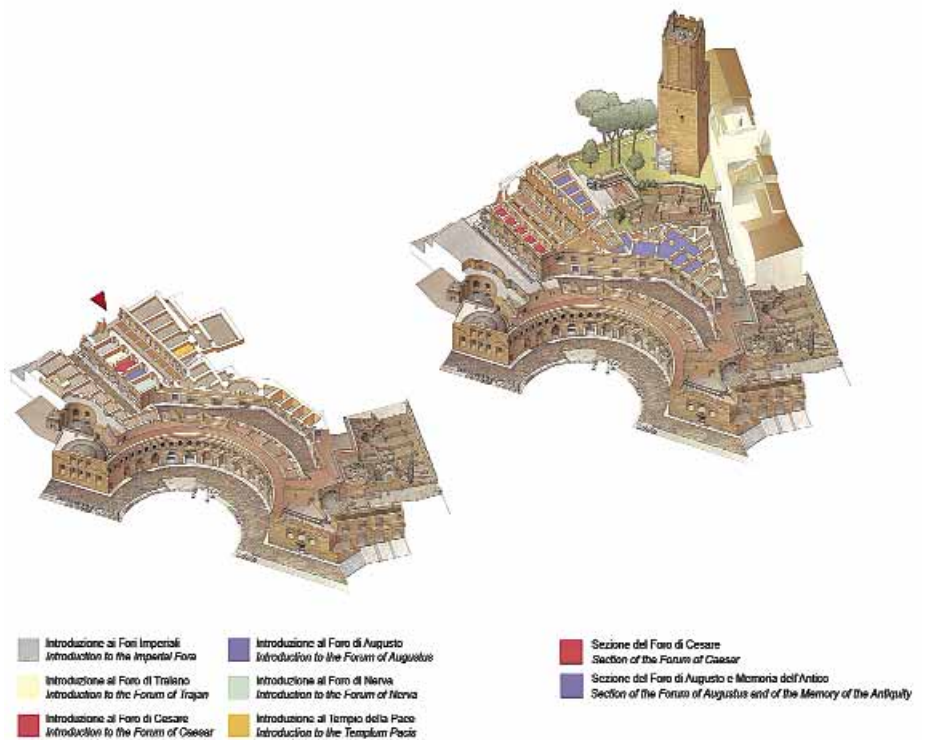 Introduzione ai Fori Imperiali
Introduction to the Imperial Fora
Introduzione al Foro di Traiano
Introduction to the Forum of Trajan
Introduzione al Foro di Cesare
Introduction to the Forum of Caesar
Introduzione al Foro di Augusto
Introduction to the Forum of Augustus
Introduzione al Foro di Nerva
Introduction to the Forum of Nerva
Introduzione al Tempio della Pace
Introduction to the Templum Pacis
Sezione del Foro di Cesare
Section of the Forum of Caesar
Sezione del Foro di Augusto e Memoria dell'Antico
Section of the Forum of Augustus and of the Memory of the Antiquity